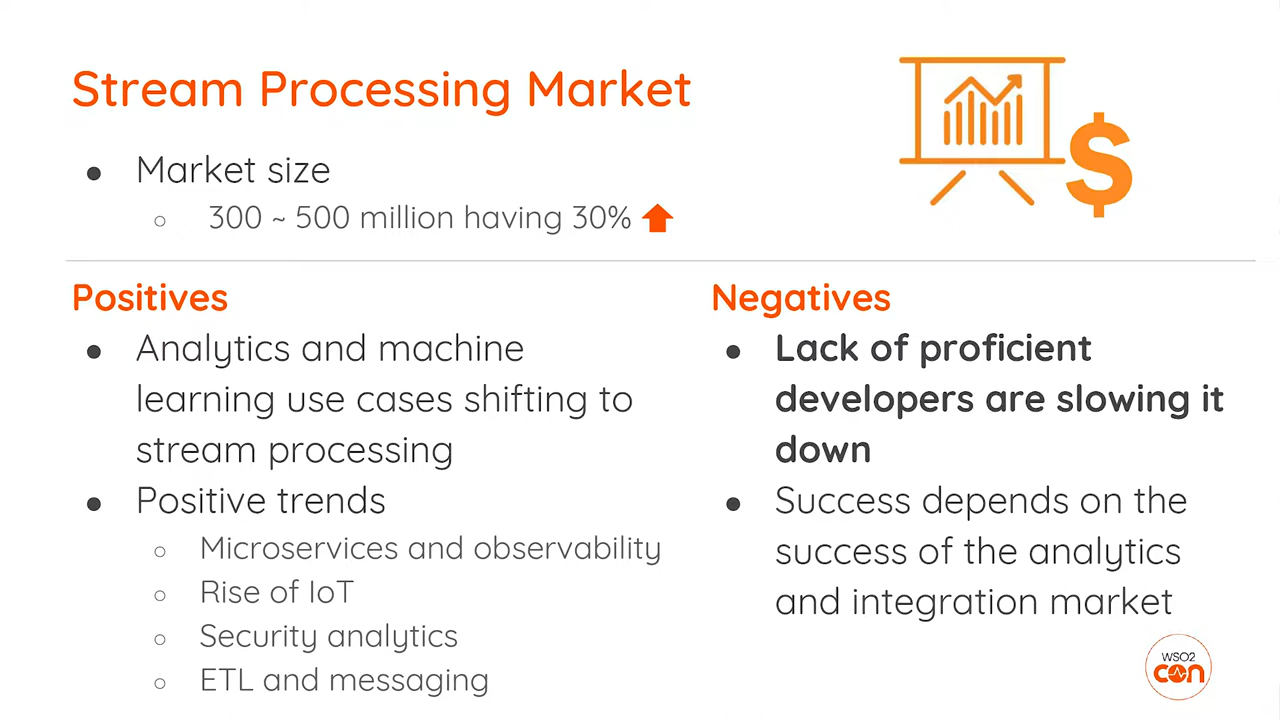 Stream Processing Market
● Market size
○ 300 ~ 500 million having 30%
Positives
● Analytics and machine
learning use cases shifting to
stream processing
● Positive trends
○ Microservices and observability
○ Rise of IoT
○ Security analytics
○ ETL and messaging
Negatives
● Lack of proficient
developers are slowing it
down
● Success depends on the
success of the analytics
and integration market
$
WSO2
con